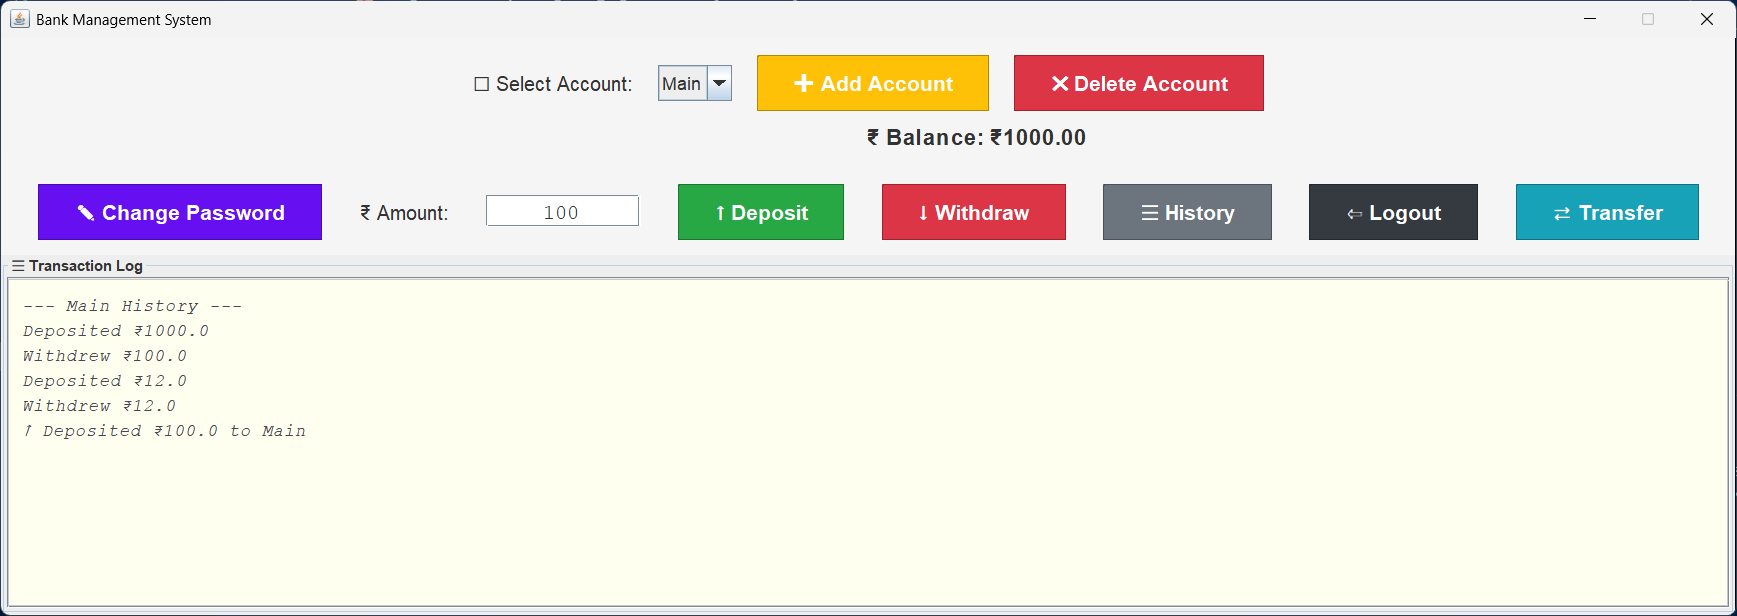 Bank Management System
☐ Select Account: Main ➕ Add Account ✕ Delete Account
₹ Balance: ₹1000.00
✎ Change Password ₹ Amount: 100 ↑ Deposit ↓ Withdraw ☰ History ⇦ Logout ⇄ Transfer
☰ Transaction Log
--- Main History ---
Deposited ₹1000.0
Withdrew ₹100.0
Deposited ₹12.0
Withdrew ₹12.0
↑ Deposited ₹100.0 to Main